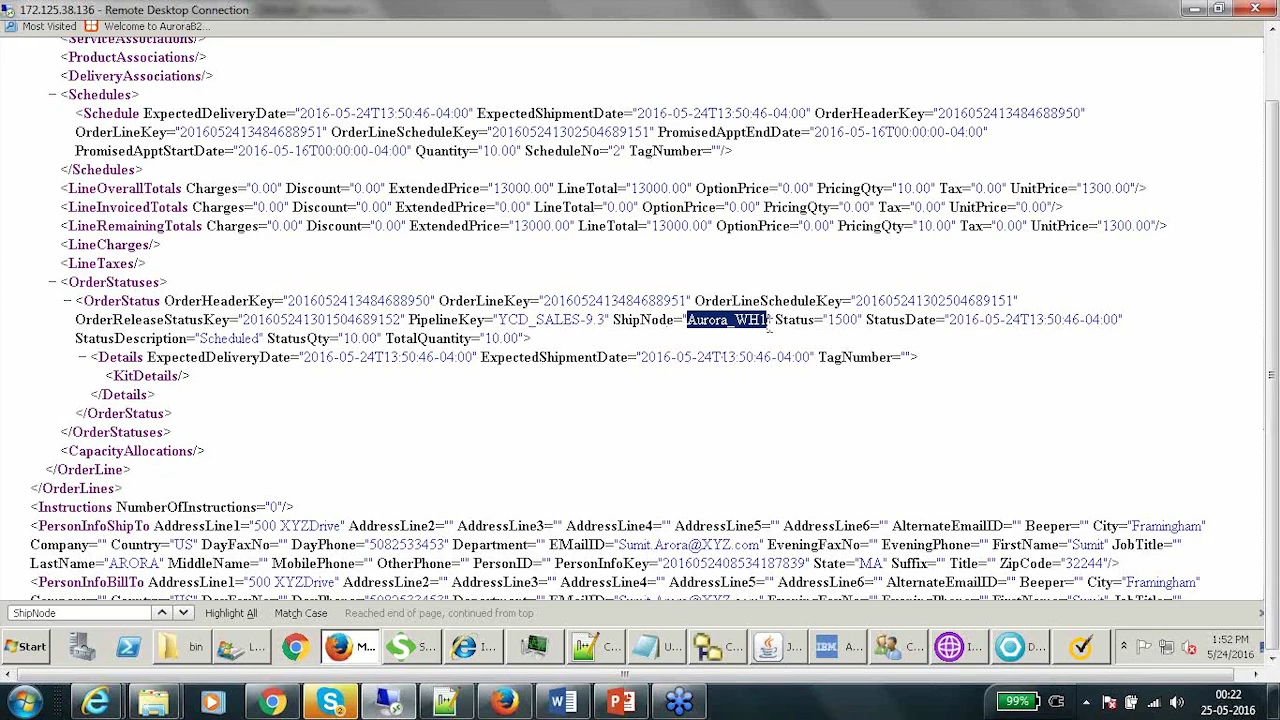 172.125.38.136 - Remote Desktop Connection
Most Visited Welcome to AuroraB2...
<ServiceAssociations/>
<ProductAssociations/>
<DeliveryAssociations/>
− <Schedules>
<Schedule ExpectedDeliveryDate="2016-05-24T13:50:46-04:00" ExpectedShipmentDate="2016-05-24T13:50:46-04:00" OrderHeaderKey="2016052413484688950"
OrderLineKey="2016052413484688951" OrderLineScheduleKey="201605241302504689151" PromisedApptEndDate="2016-05-16T00:00:00-04:00"
PromisedApptStartDate="2016-05-16T00:00:00-04:00" Quantity="10.00" ScheduleNo="2" TagNumber=""/>
</Schedules>
<LineOverallTotals Charges="0.00" Discount="0.00" ExtendedPrice="13000.00" LineTotal="13000.00" OptionPrice="0.00" PricingQty="10.00" Tax="0.00" UnitPrice="1300.00"/>
<LineInvoicedTotals Charges="0.00" Discount="0.00" ExtendedPrice="0.00" LineTotal="0.00" OptionPrice="0.00" PricingQty="0.00" Tax="0.00" UnitPrice="0.00"/>
<LineRemainingTotals Charges="0.00" Discount="0.00" ExtendedPrice="13000.00" LineTotal="13000.00" OptionPrice="0.00" PricingQty="10.00" Tax="0.00" UnitPrice="1300.00"/>
<LineCharges/>
<LineTaxes/>
− <OrderStatuses>
− <OrderStatus OrderHeaderKey="2016052413484688950" OrderLineKey="2016052413484688951" OrderLineScheduleKey="201605241302504689151"
OrderReleaseStatusKey="201605241301504689152" PipelineKey="YCD_SALES-9.3" ShipNode="Aurora_WH1" Status="1500" StatusDate="2016-05-24T13:50:46-04:00"
StatusDescription="Scheduled" StatusQty="10.00" TotalQuantity="10.00">
− <Details ExpectedDeliveryDate="2016-05-24T13:50:46-04:00" ExpectedShipmentDate="2016-05-24T13:50:46-04:00" TagNumber="">
<KitDetails/>
</Details>
</OrderStatus>
</OrderStatuses>
<CapacityAllocations/>
</OrderLine>
</OrderLines>
<Instructions NumberOfInstructions="0"/>
<PersonInfoShipTo AddressLine1="500 XYZDrive" AddressLine2="" AddressLine3="" AddressLine4="" AddressLine5="" AddressLine6="" AlternateEmailID="" Beeper="" City="Framingham"
Company="" Country="US" DayFaxNo="" DayPhone="5082533453" Department="" EMailID="Sumit.Arora@XYZ.com" EveningFaxNo="" EveningPhone="" FirstName="Sumit" JobTitle=""
LastName="ARORA" MiddleName="" MobilePhone="" OtherPhone="" PersonID="" PersonInfoKey="2016052408534187839" State="MA" Suffix="" Title="" ZipCode="32244"/>
<PersonInfoBillTo AddressLine1="500 XYZDrive" AddressLine2="" AddressLine3="" AddressLine4="" AddressLine5="" AddressLine6="" AlternateEmailID="" Beeper="" City="Framingham"
ShipNode Highlight All Match Case Reached end of page, continued from top
Start bin L... M... S... I... C... U... C... J... A... C... I... D... 1:52 PM
5/24/2016
99% 00:22
25-05-2016